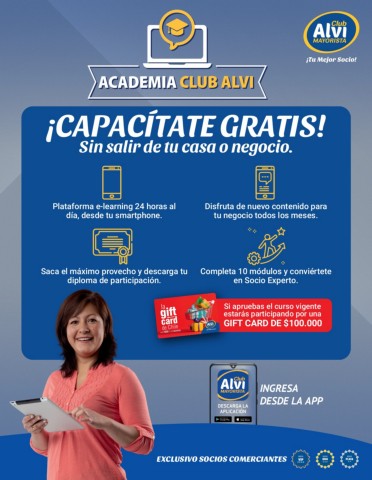 Club
Alvi
MAYORISTA
¡Tu Mejor Socio!
ACADEMIA CLUB ALVI
¡CAPACÍTATE GRATIS!
Sin salir de tu casa o negocio.
Plataforma e-learning 24 horas al
día, desde tu smartphone.
Disfruta de nuevo contenido para
tu negocio todos los meses.
Saca el máximo provecho y descarga tu
diploma de participación.
Completa 10 módulos y conviértete
en Socio Experto.
la
gift
card
de Chile
Si apruebas el curso vigente
estarás participando por una
GIFT CARD DE $100.000
Alvi
MAYORISTA
DESCARGA LA
APLICACIÓN
INGRESA
DESDE LA APP
EXCLUSIVO SOCIOS COMERCIANTES